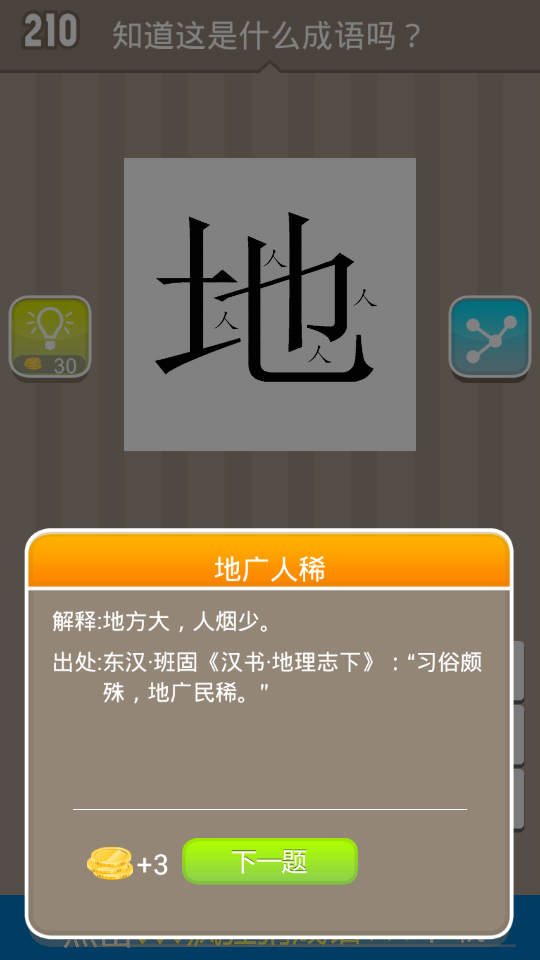 210 知道这是什么成语吗？
地
人
人
人
人
30
地广人稀
解释:地方大，人烟少。
出处:东汉·班固《汉书·地理志下》：“习俗颇
殊，地广民稀。”
+3 下一题